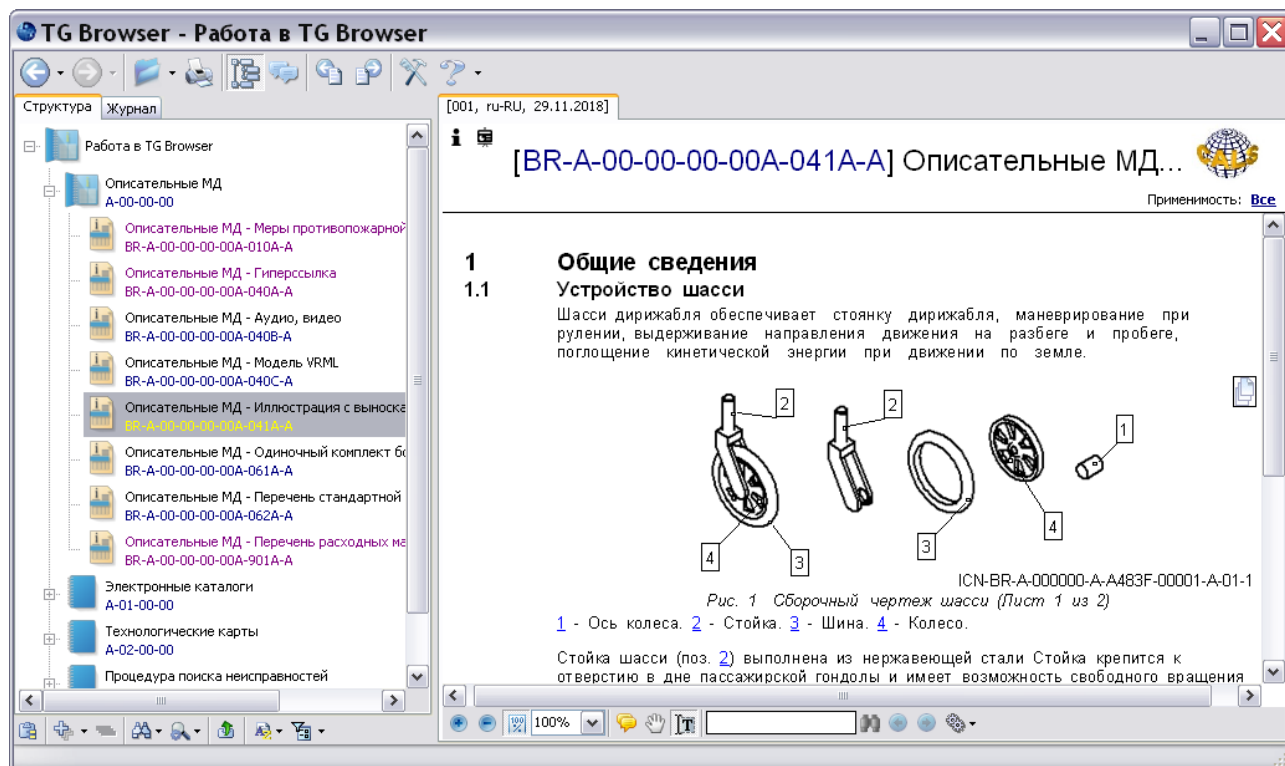 TG Browser - Работа в TG Browser
Структура
Журнал
Работа в TG Browser
Описательные МД
A-00-00-00
Описательные МД - Меры противопожарной
BR-A-00-00-00-00A-010A-A
Описательные МД - Гиперссылка
BR-A-00-00-00-00A-040A-A
Описательные МД - Аудио, видео
BR-A-00-00-00-00A-040B-A
Описательные МД - Модель VRML
BR-A-00-00-00-00A-040C-A
Описательные МД - Иллюстрация с выноска
BR-A-00-00-00-00A-041A-A
Описательные МД - Одиночный комплект бо
BR-A-00-00-00-00A-061A-A
Описательные МД - Перечень стандартной
BR-A-00-00-00-00A-062A-A
Описательные МД - Перечень расходных ма
BR-A-00-00-00-00A-901A-A
Электронные каталоги
A-01-00-00
Технологические карты
A-02-00-00
Процедура поиска неисправностей
[001, ru-RU, 29.11.2018]
[BR-A-00-00-00-00A-041A-A] Описательные МД...
CALS
Применимость: Все
1 Общие сведения
1.1 Устройство шасси
Шасси дирижабля обеспечивает стоянку дирижабля, маневрирование при
рулении, выдерживание направления движения на разбеге и пробеге,
поглощение кинетической энергии при движении по земле.
2
2
1
4
3
3
4
ICN-BR-A-000000-A-A483F-00001-A-01-1
Рис. 1 Сборочный чертеж шасси (Лист 1 из 2)
1 - Ось колеса. 2 - Стойка. 3 - Шина. 4 - Колесо.
Стойка шасси (поз. 2) выполнена из нержавеющей стали Стойка крепится к
отверстию в дне пассажирской гондолы и имеет возможность свободного вращения
100%